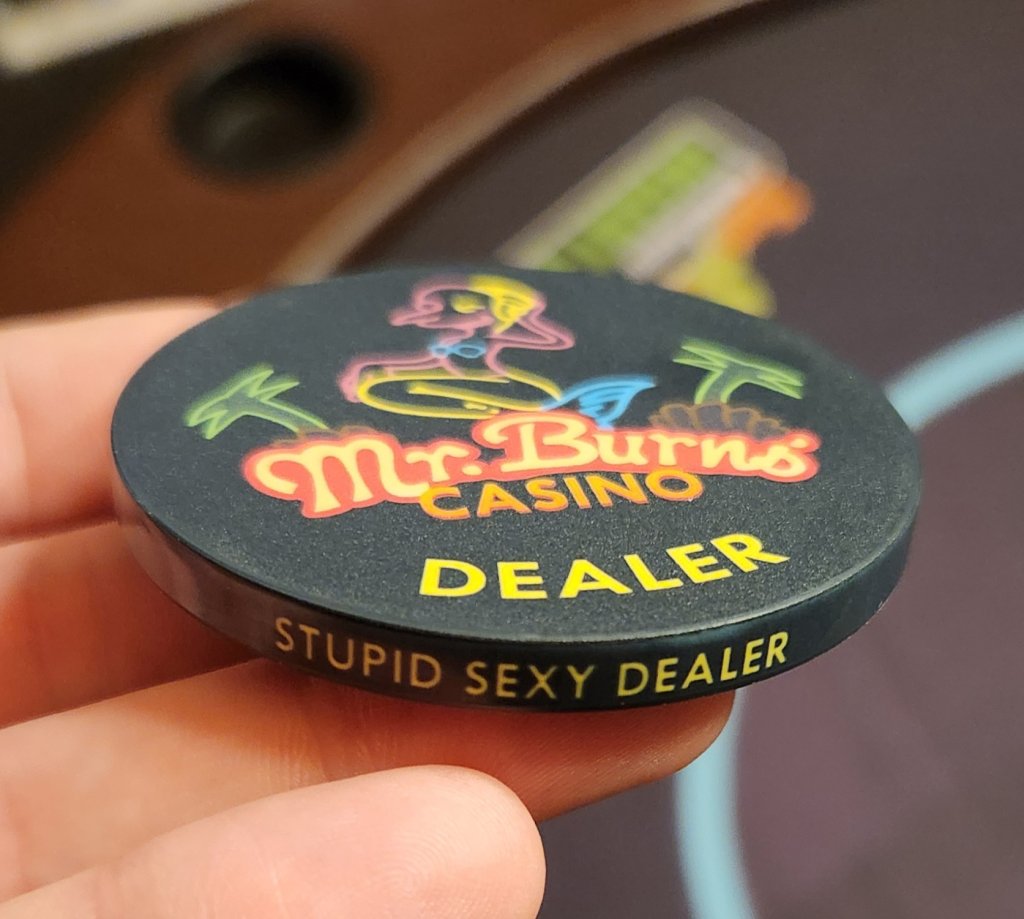 Mr. Burns'
CASINO
DEALER
STUPID SEXY DEALER